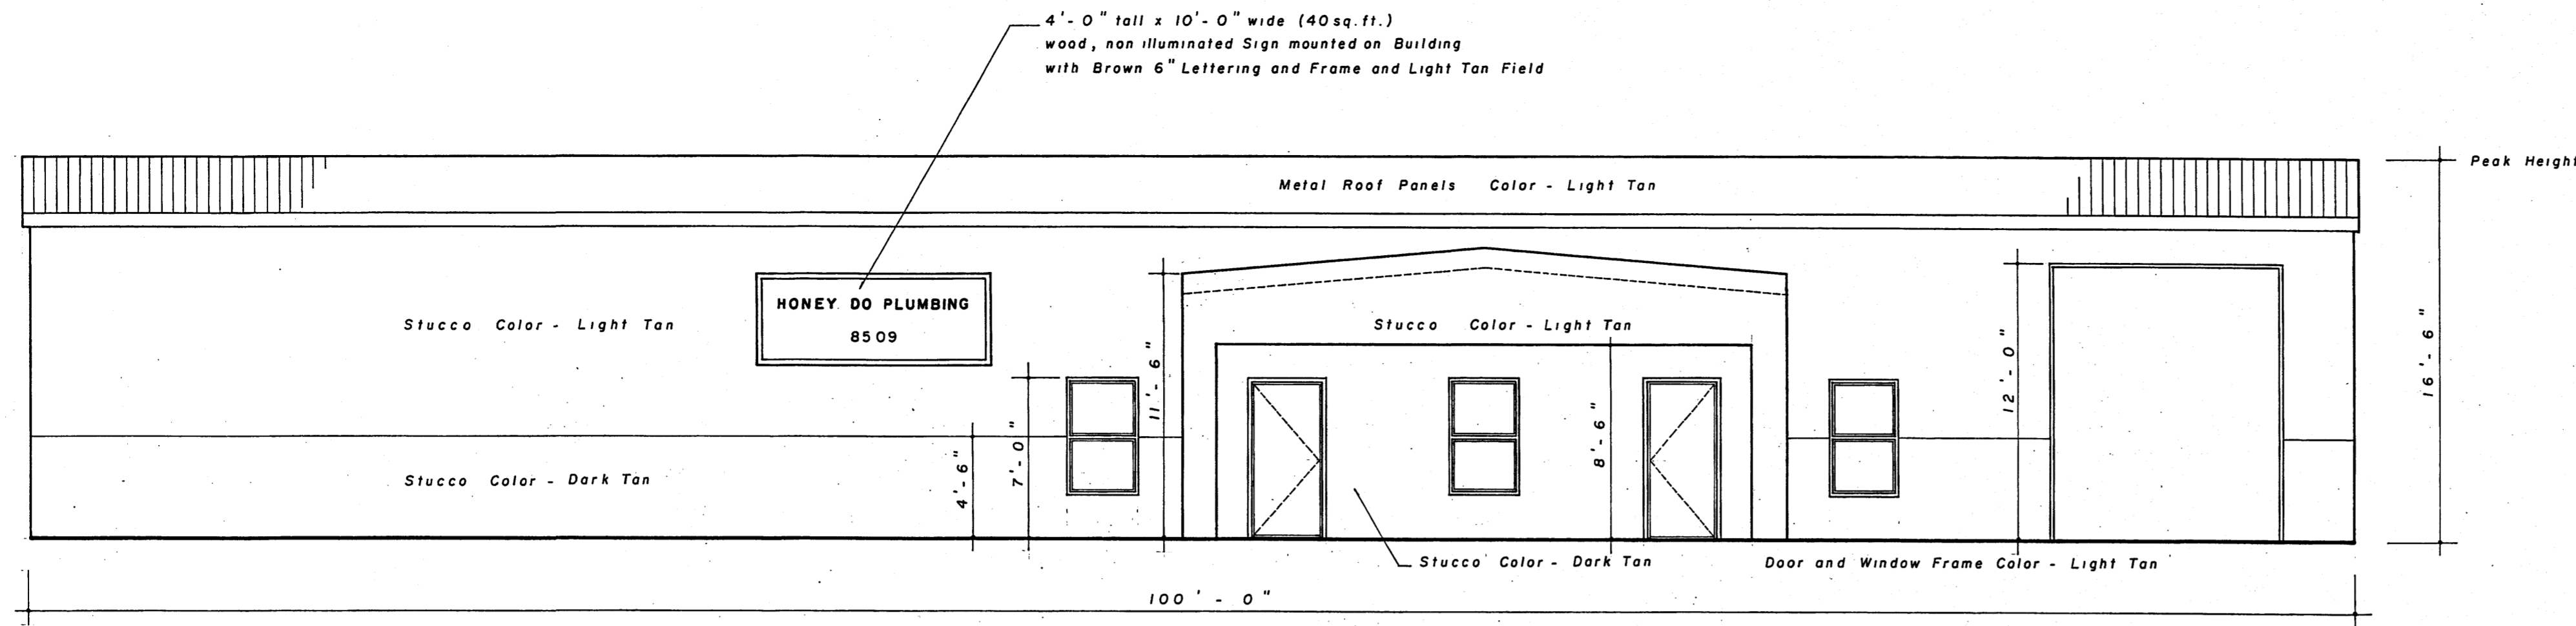 4'-0" tall x 10'-0" wide (40 sq. ft.)
wood, non illuminated Sign mounted on Building
with Brown 6" Lettering and Frame and Light Tan Field
Peak Height
Metal Roof Panels Color - Light Tan
HONEY DO PLUMBING
8509
Stucco Color - Light Tan
Stucco Color - Light Tan
11'-6"
12'-0"
16'-6"
8'-6"
7'-0"
4'-6"
Stucco Color - Dark Tan
Stucco Color - Dark Tan
Door and Window Frame Color - Light Tan
100'-0"